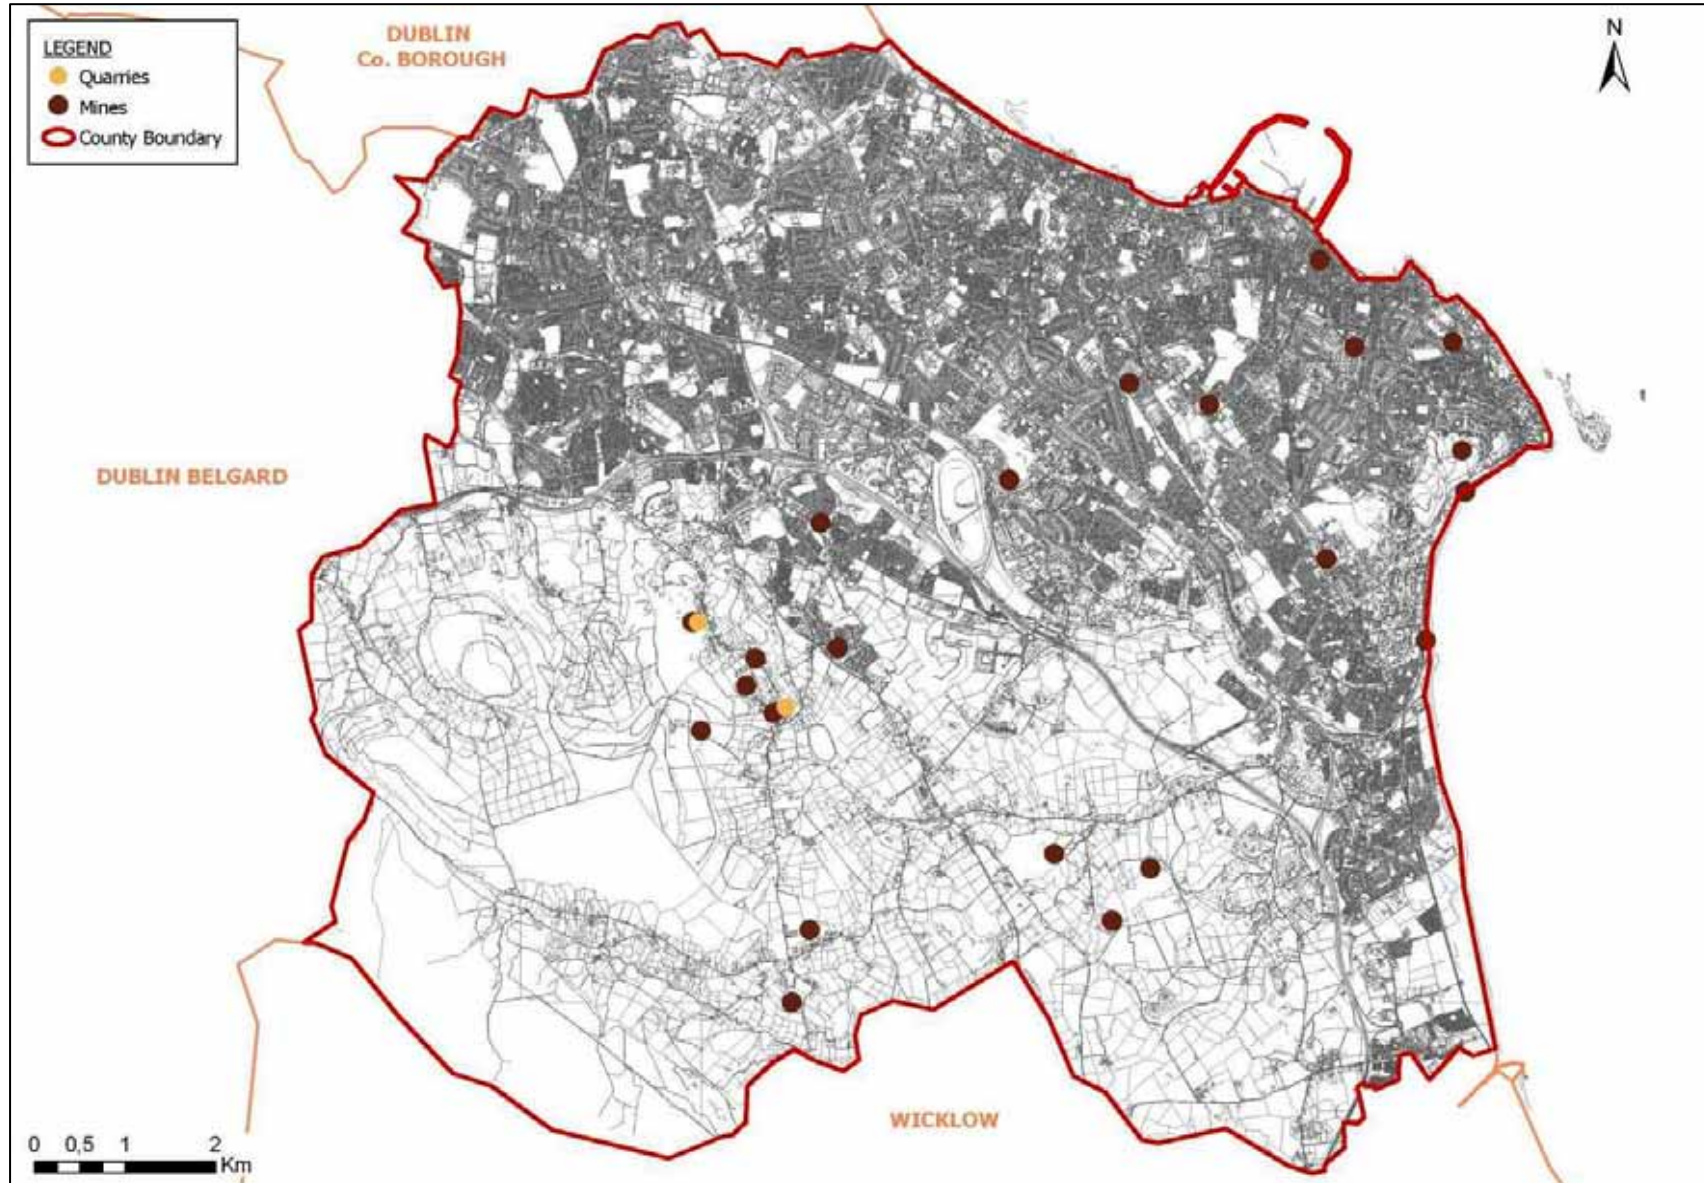 LEGEND
Quarries
Mines
County Boundary
DUBLIN
Co. BOROUGH
N
DUBLIN BELGARD
WICKLOW
0 0,5 1 2
Km